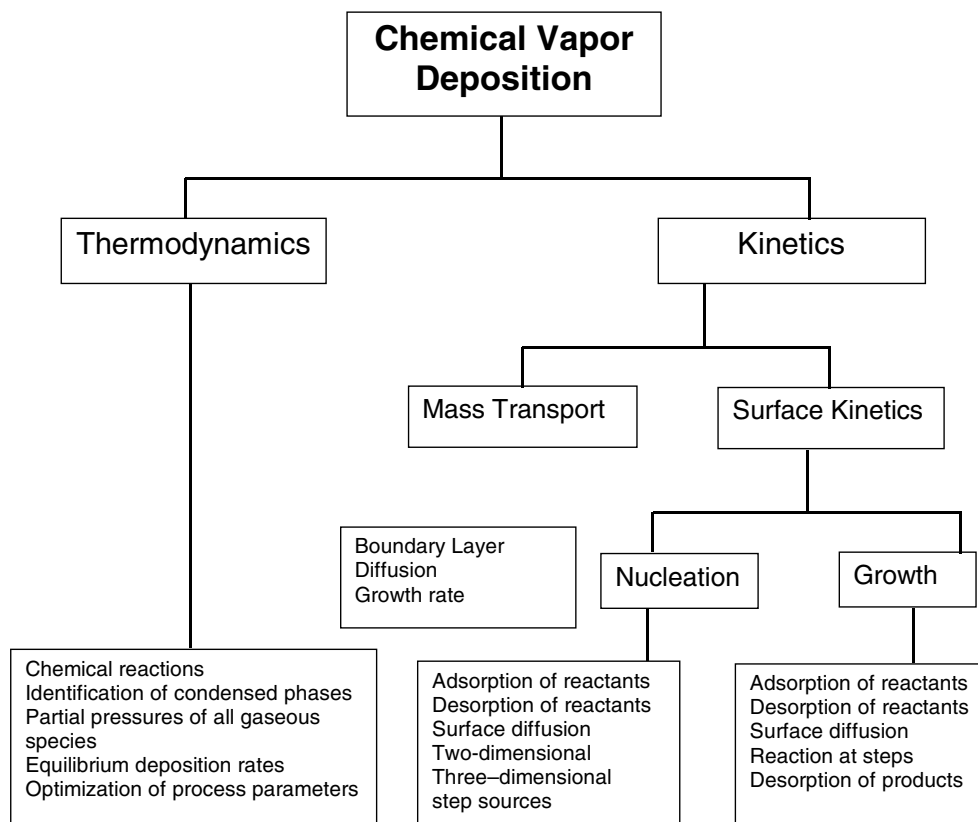 Chemical Vapor
Deposition
Thermodynamics
Kinetics
Mass Transport
Surface Kinetics
Boundary Layer
Diffusion
Growth rate
Nucleation
Growth
Chemical reactions
Identification of condensed phases
Partial pressures of all gaseous
species
Equilibrium deposition rates
Optimization of process parameters
Adsorption of reactants
Desorption of reactants
Surface diffusion
Two-dimensional
Three–dimensional
step sources
Adsorption of reactants
Desorption of reactants
Surface diffusion
Reaction at steps
Desorption of products